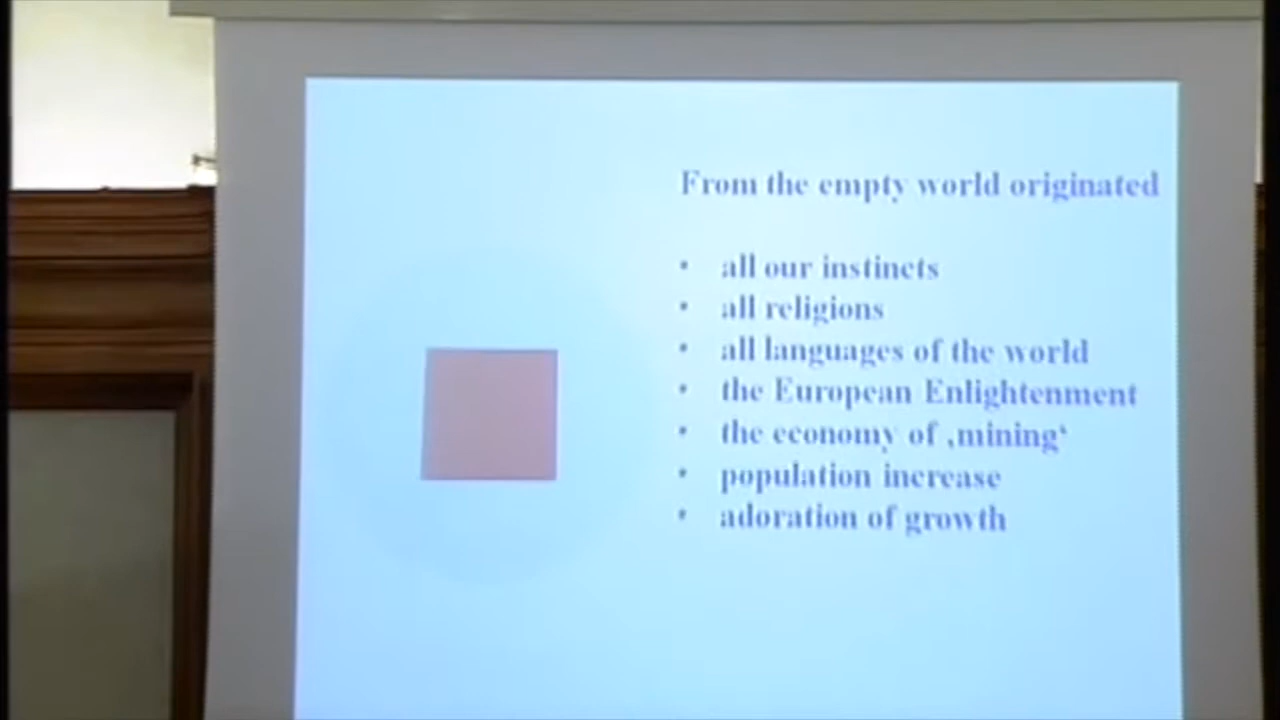 From the empty world originated
• all our instincts
• all religions
• all languages of the world
• the European Enlightenment
• the economy of ‚mining‘
• population increase
• adoration of growth